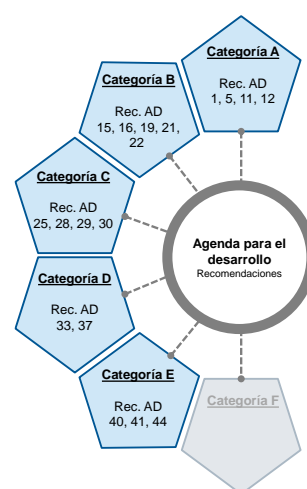 Categoría A
Rec. AD
1, 5, 11, 12
Categoría B
Rec. AD
15, 16, 19, 21,
22
Categoría C
Rec. AD
25, 28, 29, 30
Categoría D
Rec. AD
33, 37
Categoría E
Rec. AD
40, 41, 44
Categoría F
Agenda para el
desarrollo
Recomendaciones